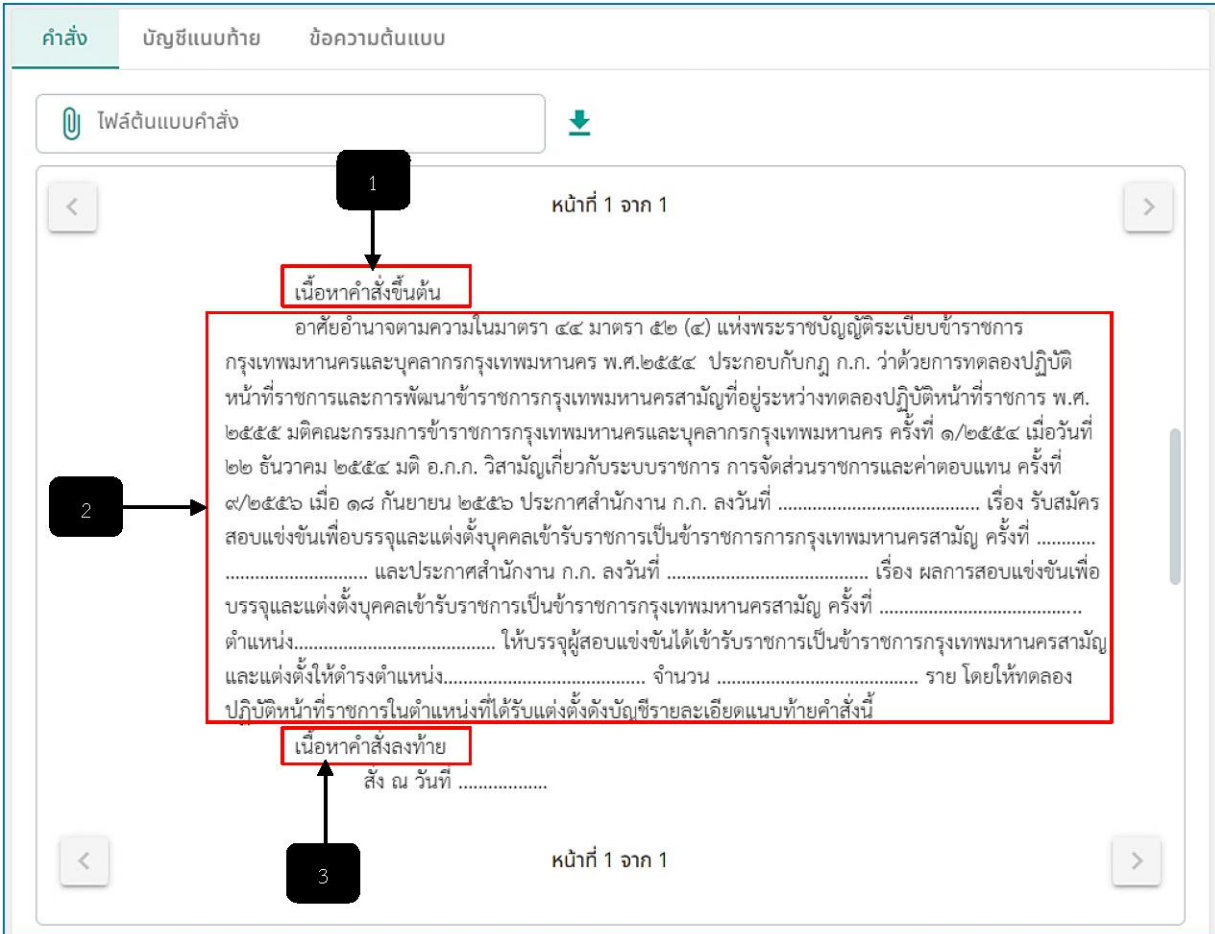 คำสั่ง บัญชีแนบท้าย ข้อความต้นแบบ
ไฟล์ต้นแบบคำสั่ง
1
หน้าที่ 1 จาก 1
เนื้อหาคำสั่งขึ้นต้น
อาศัยอำนาจตามความในมาตรา ๔๔ มาตรา ๕๒ (๔) แห่งพระราชบัญญัติระเบียบข้าราชการ
กรุงเทพมหานครและบุคลากรกรุงเทพมหานคร พ.ศ.๒๕๕๔ ประกอบกับกฎ ก.ก. ว่าด้วยการทดลองปฏิบัติ
หน้าที่ราชการและการพัฒนาข้าราชการกรุงเทพมหานครสามัญที่อยู่ระหว่างทดลองปฏิบัติหน้าที่ราชการ พ.ศ.
๒๕๕๕ มติคณะกรรมการข้าราชการกรุงเทพมหานครและบุคลากรกรุงเทพมหานคร ครั้งที่ ๑/๒๕๕๔ เมื่อวันที่
๒๒ ธันวาคม ๒๕๕๔ มติ อ.ก.ก. วิสามัญเกี่ยวกับระบบราชการ การจัดส่วนราชการและค่าตอบแทน ครั้งที่
2
๙/๒๕๕๖ เมื่อ ๑๘ กันยายน ๒๕๕๖ ประกาศสำนักงาน ก.ก. ลงวันที่ ........................................... เรื่อง รับสมัคร
สอบแข่งขันเพื่อบรรจุและแต่งตั้งบุคคลเข้ารับราชการเป็นข้าราชการการกรุงเทพมหานครสามัญ ครั้งที่ ............
.............................. และประกาศสำนักงาน ก.ก. ลงวันที่ ........................................... เรื่อง ผลการสอบแข่งขันเพื่อ
บรรจุและแต่งตั้งบุคคลเข้ารับราชการเป็นข้าราชการกรุงเทพมหานครสามัญ ครั้งที่ ...........................................
ตำแหน่ง........................................... ให้บรรจุผู้สอบแข่งขันได้เข้ารับราชการเป็นข้าราชการกรุงเทพมหานครสามัญ
และแต่งตั้งให้ดำรงตำแหน่ง........................................... จำนวน ........................................... ราย โดยให้ทดลอง
ปฏิบัติหน้าที่ราชการในตำแหน่งที่ได้รับแต่งตั้งดังบัญชีรายละเอียดแนบท้ายคำสั่งนี้
เนื้อหาคำสั่งลงท้าย
สั่ง ณ วันที่ ...................
หน้าที่ 1 จาก 1
3